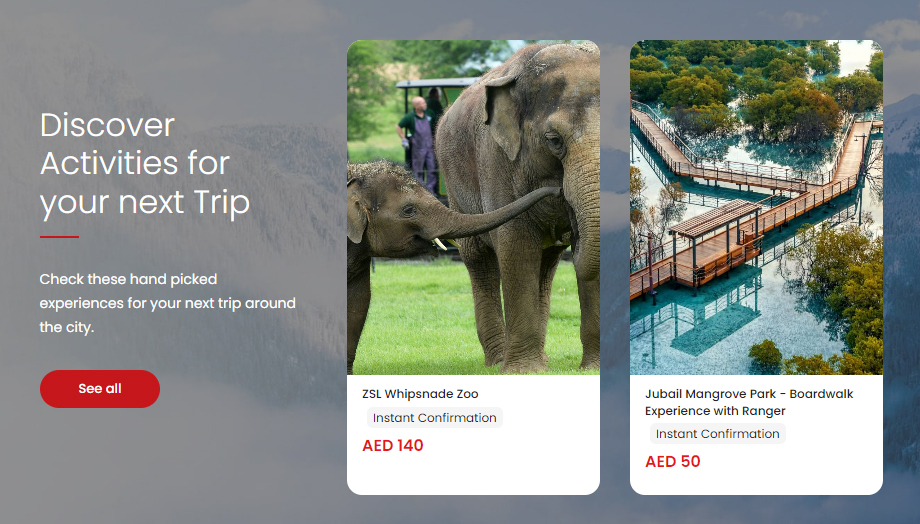 Discover
Activities for
your next Trip
Check these hand picked
experiences for your next trip around
the city.
See all
ZSL Whipsnade Zoo
Instant Confirmation
AED 140
Jubail Mangrove Park - Boardwalk
Experience with Ranger
Instant Confirmation
AED 50